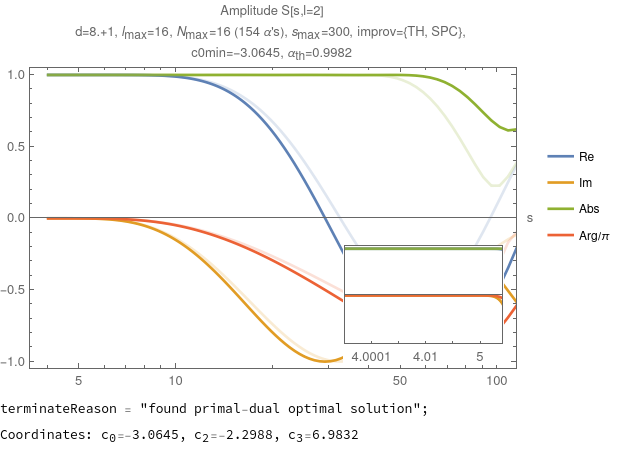 Amplitude S[s,l=2]
d=8.+1, lmax=16, Nmax=16 (154 α's), smax=300, improv={TH, SPC},
c0min=−3.0645, αth=0.9982
1.0
0.5
0.0
−0.5
−1.0
5
10
50
100
s
4.0001
4.01
5
Re
Im
Abs
Arg/π
terminateReason = "found primal-dual optimal solution";
Coordinates: c0=-3.0645, c2=-2.2988, c3=6.9832